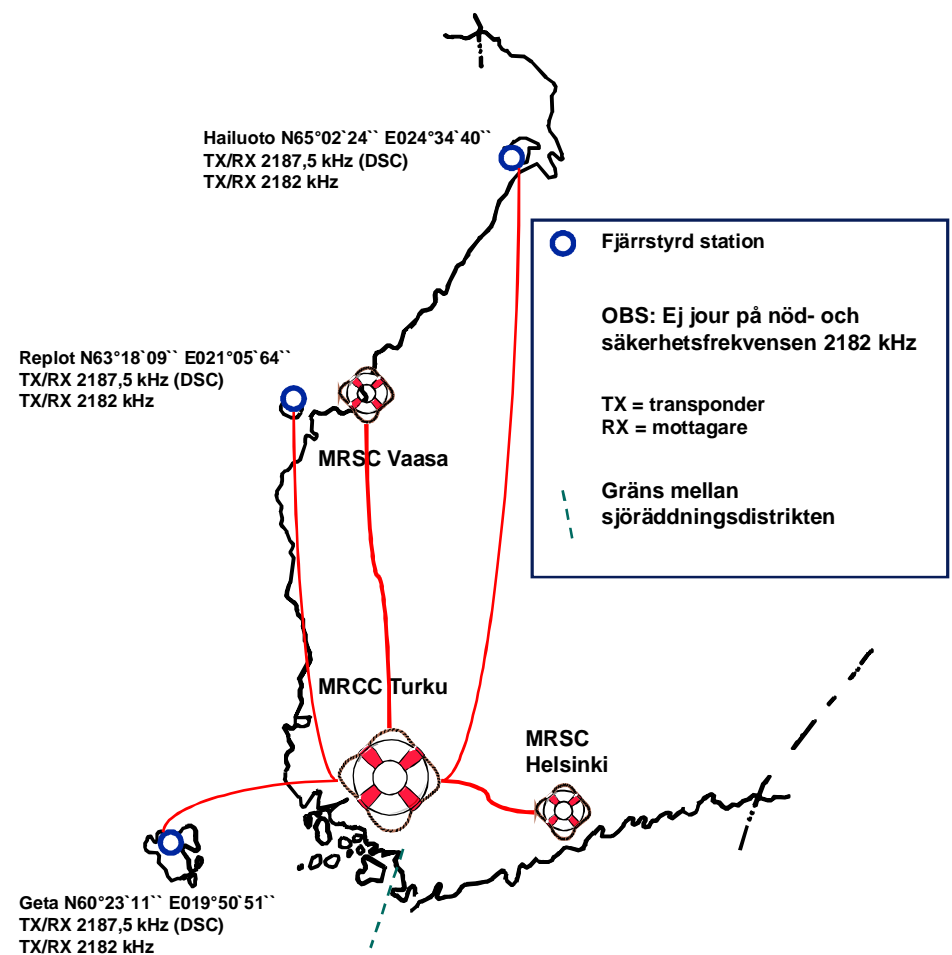 Hailuoto N65°02`24`` E024°34`40``
TX/RX 2187,5 kHz (DSC)
TX/RX 2182 kHz
Fjärrstyrd station
OBS: Ej jour på nöd- och
säkerhetsfrekvensen 2182 kHz
TX = transponder
RX = mottagare
Gräns mellan
sjöräddningsdistrikten
Replot N63°18`09`` E021°05`64``
TX/RX 2187,5 kHz (DSC)
TX/RX 2182 kHz
MRSC Vaasa
MRCC Turku
MRSC
Helsinki
Geta N60°23`11`` E019°50`51``
TX/RX 2187,5 kHz (DSC)
TX/RX 2182 kHz